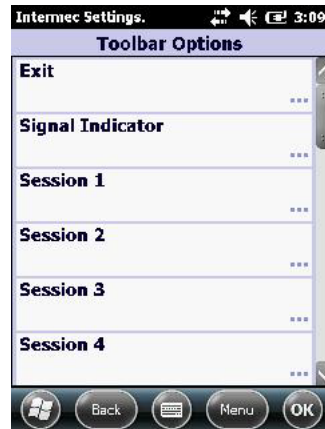 Intermec Settings. 3:09
Toolbar Options
Exit
...
Signal Indicator
...
Session 1
...
Session 2
...
Session 3
...
Session 4
...
Back Menu OK